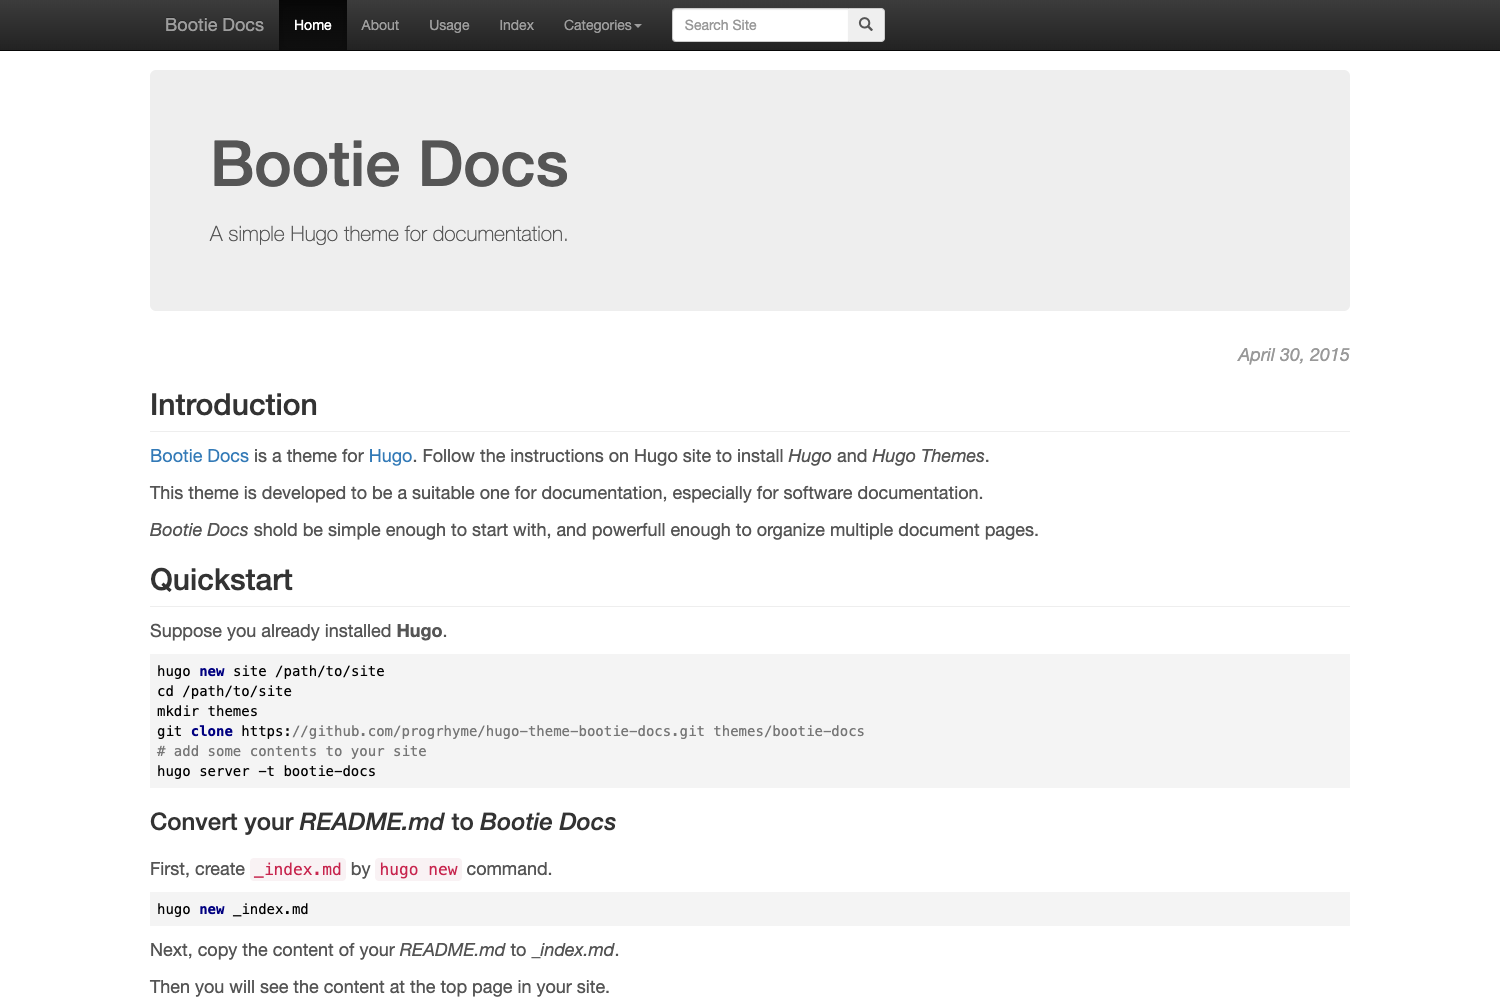 Bootie Docs Home About Usage Index Categories Search Site
Bootie Docs
A simple Hugo theme for documentation.
April 30, 2015
Introduction
Bootie Docs is a theme for Hugo. Follow the instructions on Hugo site to install Hugo and Hugo Themes.
This theme is developed to be a suitable one for documentation, especially for software documentation.
Bootie Docs shold be simple enough to start with, and powerfull enough to organize multiple document pages.
Quickstart
Suppose you already installed Hugo.
hugo new site /path/to/site
cd /path/to/site
mkdir themes
git clone https://github.com/progrhyme/hugo-theme-bootie-docs.git themes/bootie-docs
# add some contents to your site
hugo server -t bootie-docs
Convert your README.md to Bootie Docs
First, create _index.md by hugo new command.
hugo new _index.md
Next, copy the content of your README.md to _index.md.
Then you will see the content at the top page in your site.